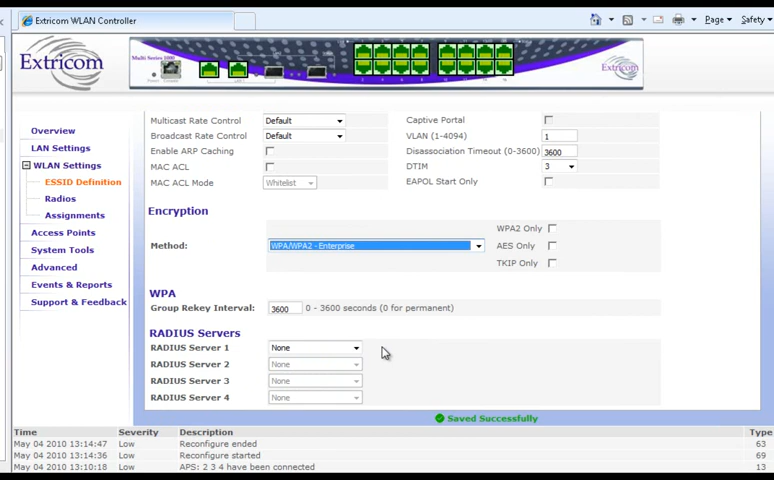 Extricom WLAN Controller
Page
Safety
Extricom
Multi Series 1000
Extricom
Multicast Rate Control Default Captive Portal
Broadcast Rate Control Default VLAN (1-4094) 1
Enable ARP Caching Disassociation Timeout (0-3600) 3600
MAC ACL DTIM 3
MAC ACL Mode Whitelist EAPOL Start Only
Overview
LAN Settings
WLAN Settings
ESSID Definition
Radios
Assignments
Access Points
System Tools
Advanced
Events & Reports
Support & Feedback
Encryption
WPA2 Only
Method: WPA/WPA2 - Enterprise AES Only
TKIP Only
WPA
Group Rekey Interval: 3600 0 - 3600 seconds (0 for permanent)
RADIUS Servers
RADIUS Server 1 None
RADIUS Server 2 None
RADIUS Server 3 None
RADIUS Server 4 None
Saved Successfully
Time Severity Description Type
May 04 2010 13:14:47 Low Reconfigure ended 63
May 04 2010 13:14:36 Low Reconfigure started 69
May 04 2010 13:10:18 Low APS: 2 3 4 have been connected 13